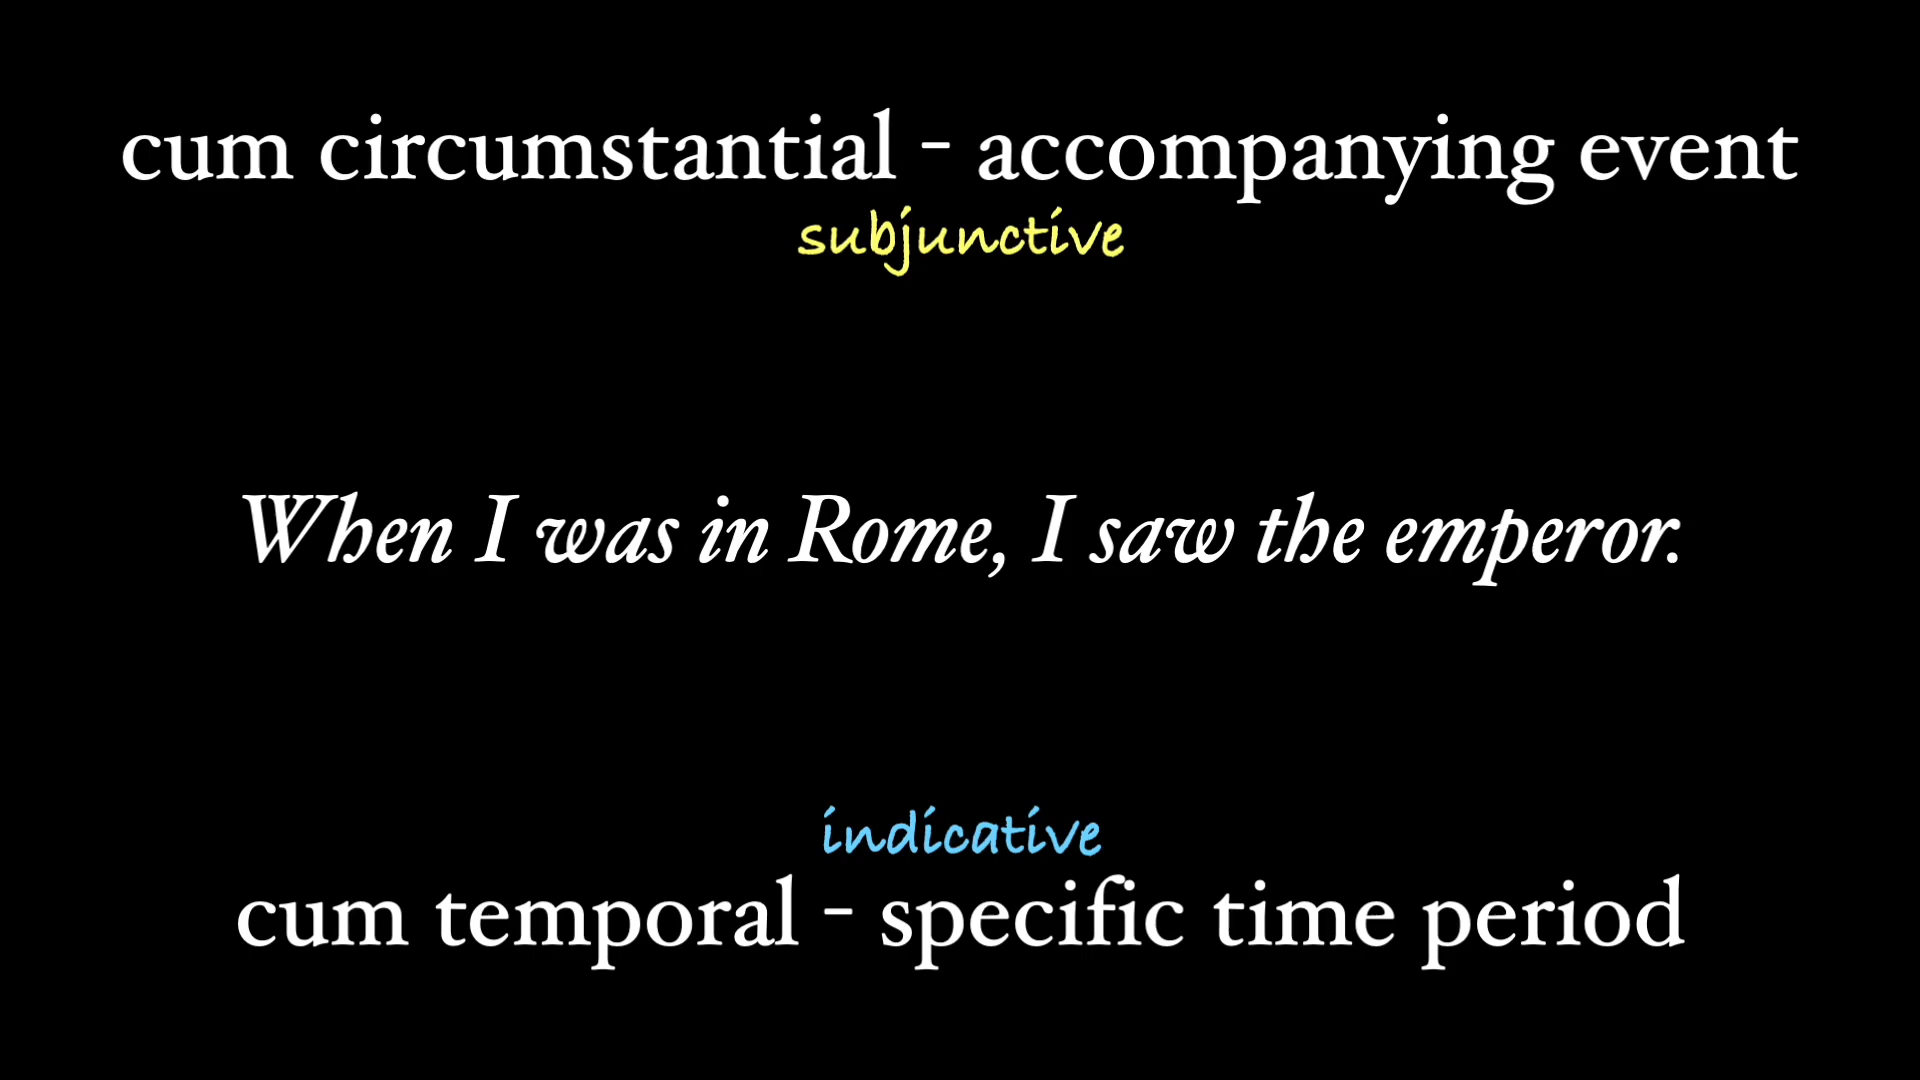 cum circumstantial - accompanying event
subjunctive
When I was in Rome, I saw the emperor.
indicative
cum temporal - specific time period